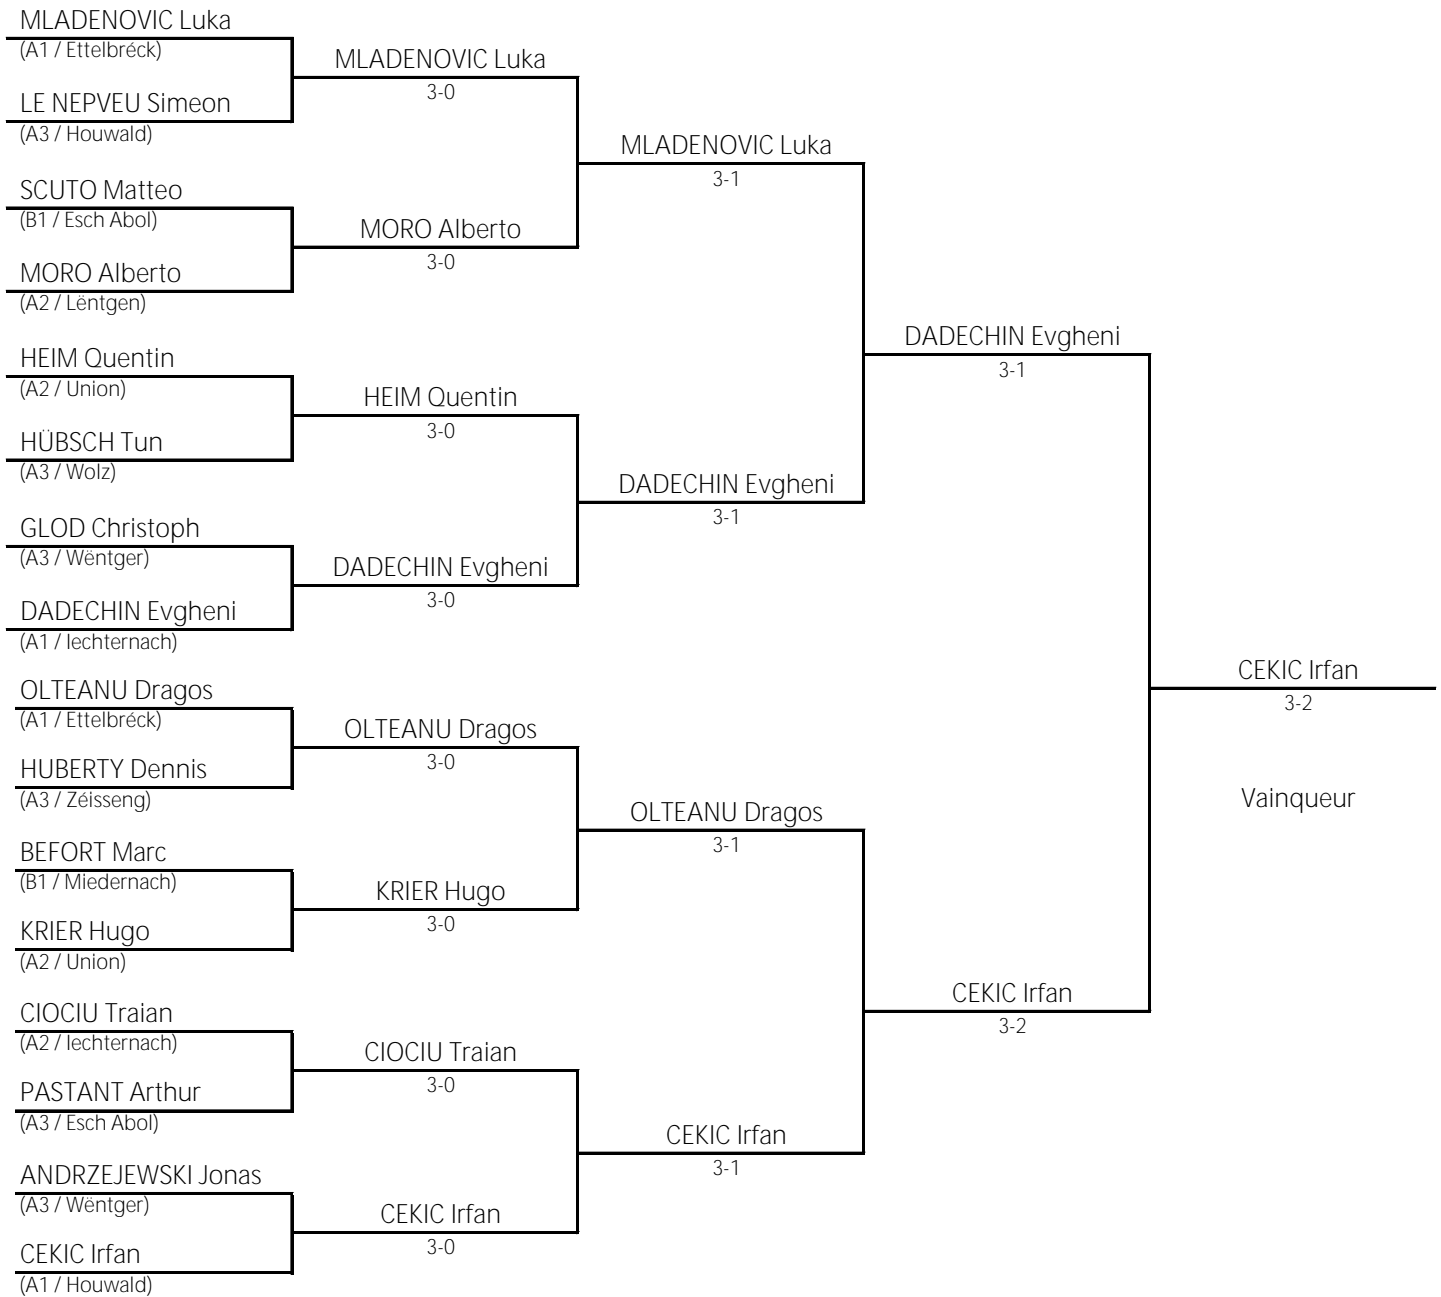 MLADENOVIC Luka
(A1 / Ettelbréck)
LE NEPVEU Simeon
(A3 / Houwald)
SCUTO Matteo
(B1 / Esch Abol)
MORO Alberto
(A2 / Lëntgen)
HEIM Quentin
(A2 / Union)
HÜBSCH Tun
(A3 / Wolz)
GLOD Christoph
(A3 / Wëntger)
DADECHIN Evgheni
(A1 / Iechternach)
OLTEANU Dragos
(A1 / Ettelbréck)
HUBERTY Dennis
(A3 / Zéisseng)
BEFORT Marc
(B1 / Miedernach)
KRIER Hugo
(A2 / Union)
CIOCIU Traian
(A2 / Iechternach)
PASTANT Arthur
(A3 / Esch Abol)
ANDRZEJEWSKI Jonas
(A3 / Wëntger)
CEKIC Irfan
(A1 / Houwald)
MLADENOVIC Luka
3-0
MORO Alberto
3-0
HEIM Quentin
3-0
DADECHIN Evgheni
3-0
OLTEANU Dragos
3-0
KRIER Hugo
3-0
CIOCIU Traian
3-0
CEKIC Irfan
3-0
MLADENOVIC Luka
3-1
DADECHIN Evgheni
3-1
OLTEANU Dragos
3-1
CEKIC Irfan
3-1
DADECHIN Evgheni
3-1
CEKIC Irfan
3-2
CEKIC Irfan
3-2
Vainqueur